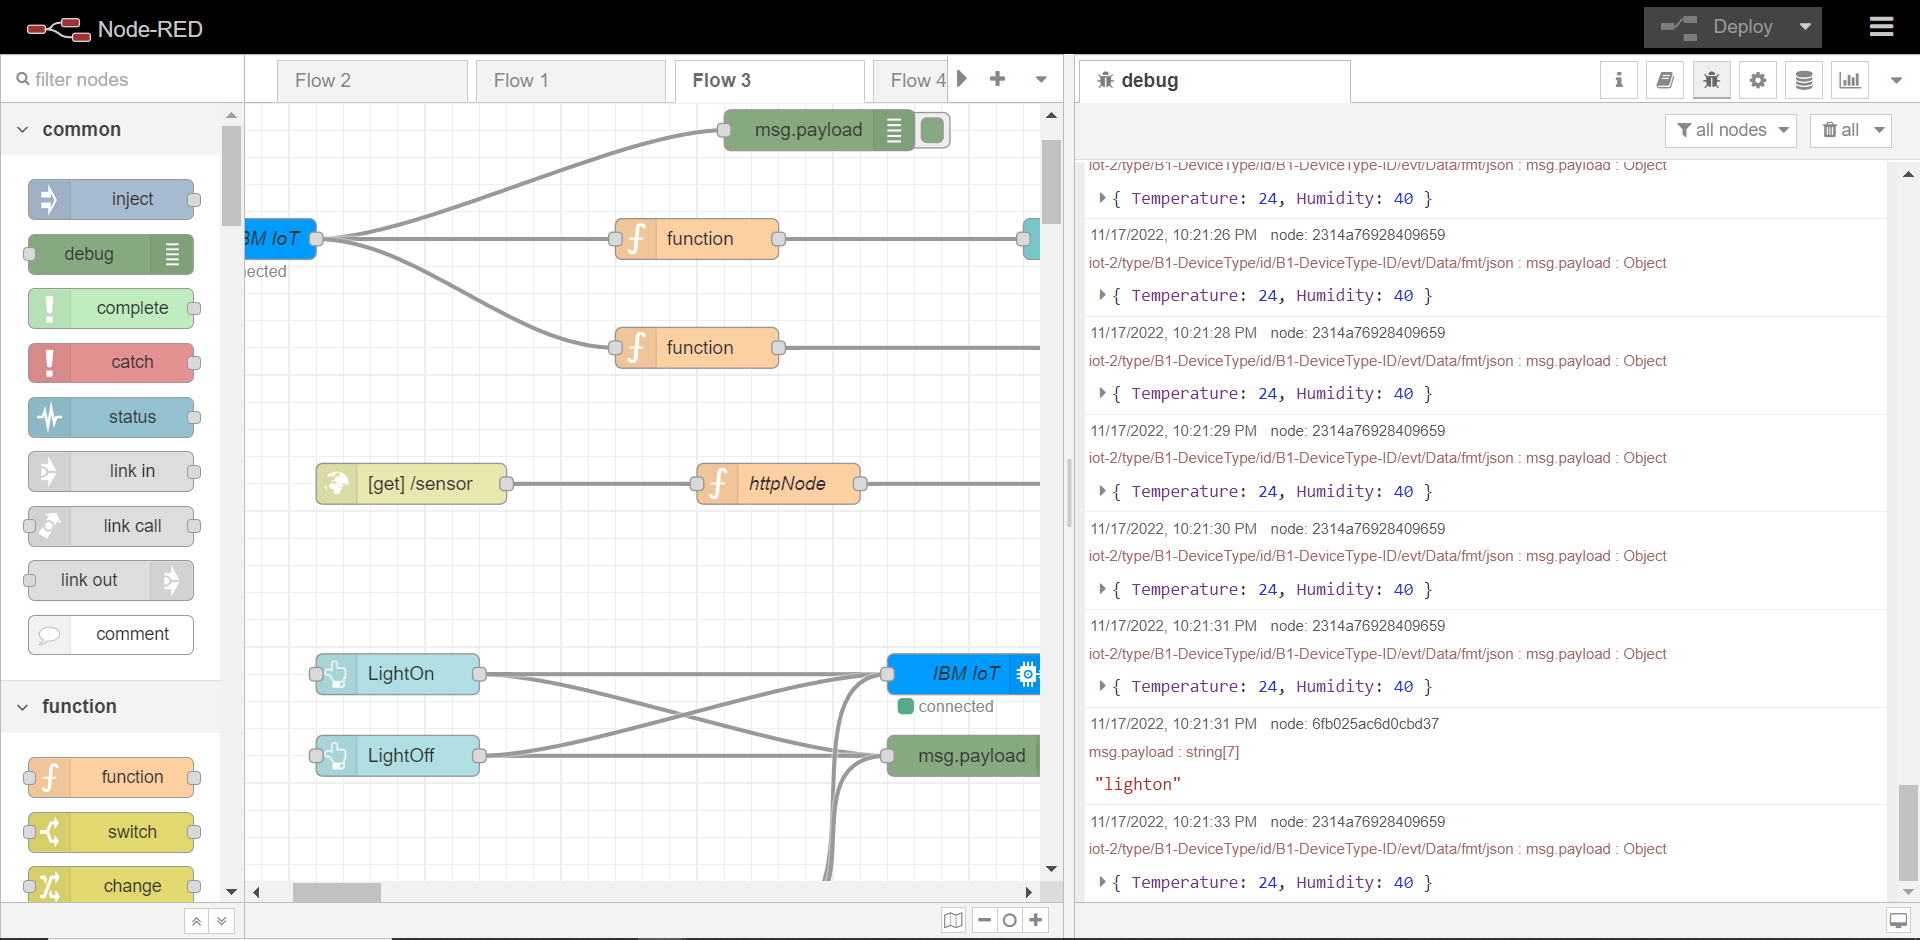 Node-RED
Deploy
filter nodes
Flow 2
Flow 1
Flow 3
Flow 4
debug
all nodes
all
common
inject
debug
complete
catch
status
link in
link call
link out
comment
function
function
switch
change
msg.payload
BM IoT
nected
function
function
[get] /sensor
httpNode
LightOn
LightOff
IBM IoT
connected
msg.payload
iot-2/type/B1-DeviceType/id/B1-DeviceType-ID/evt/Data/fmt/json : msg.payload : Object
{ Temperature: 24, Humidity: 40 }
11/17/2022, 10:21:26 PM node: 2314a76928409659
iot-2/type/B1-DeviceType/id/B1-DeviceType-ID/evt/Data/fmt/json : msg.payload : Object
{ Temperature: 24, Humidity: 40 }
11/17/2022, 10:21:28 PM node: 2314a76928409659
iot-2/type/B1-DeviceType/id/B1-DeviceType-ID/evt/Data/fmt/json : msg.payload : Object
{ Temperature: 24, Humidity: 40 }
11/17/2022, 10:21:29 PM node: 2314a76928409659
iot-2/type/B1-DeviceType/id/B1-DeviceType-ID/evt/Data/fmt/json : msg.payload : Object
{ Temperature: 24, Humidity: 40 }
11/17/2022, 10:21:30 PM node: 2314a76928409659
iot-2/type/B1-DeviceType/id/B1-DeviceType-ID/evt/Data/fmt/json : msg.payload : Object
{ Temperature: 24, Humidity: 40 }
11/17/2022, 10:21:31 PM node: 2314a76928409659
iot-2/type/B1-DeviceType/id/B1-DeviceType-ID/evt/Data/fmt/json : msg.payload : Object
{ Temperature: 24, Humidity: 40 }
11/17/2022, 10:21:31 PM node: 6fb025ac6d0cbd37
msg.payload : string[7]
"lighton"
11/17/2022, 10:21:33 PM node: 2314a76928409659
iot-2/type/B1-DeviceType/id/B1-DeviceType-ID/evt/Data/fmt/json : msg.payload : Object
{ Temperature: 24, Humidity: 40 }